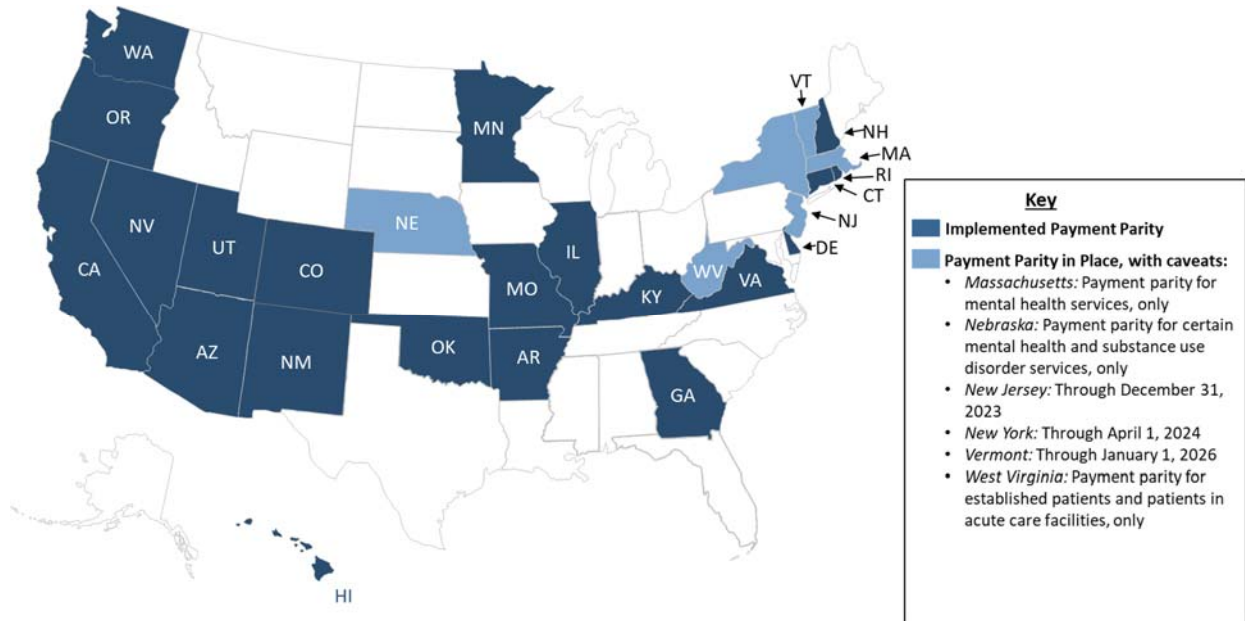 WA
OR
CA
NV
UT
AZ
CO
NM
MN
NE
OK
MO
AR
IL
KY
WV
VA
GA
HI
VT
NH
MA
RI
CT
NJ
DE
Key
Implemented Payment Parity
Payment Parity in Place, with caveats:
• Massachusetts: Payment parity for
mental health services, only
• Nebraska: Payment parity for certain
mental health and substance use
disorder services, only
• New Jersey: Through December 31,
2023
• New York: Through April 1, 2024
• Vermont: Through January 1, 2026
• West Virginia: Payment parity for
established patients and patients in
acute care facilities, only